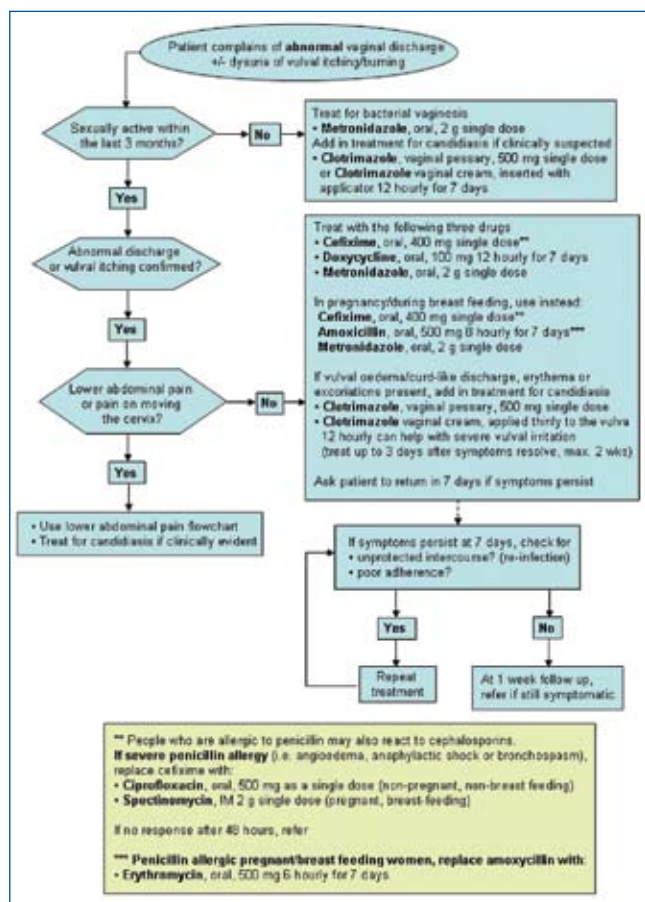 Patient complains of abnormal vaginal discharge
+/- dysuria of vulval itching/burning
Sexually active within
the last 3 months?
No
Treat for bacterial vaginesis
• Metronidazole, oral, 2 g single dose
Add in treatment for candidiasis if clinically suspected
• Clotrimazole, vaginal pessary, 500 mg single dose
or Clotrimazole vaginal cream, inserted with
applicator 12 hourly for 7 days
Yes
Abnormal discharge
or vulval itching confirmed?
Yes
Lower abdominal pain
or pain on moving
the cervix?
No
Treat with the following three drugs
• Cefixime, oral, 400 mg single dose**
• Doxycycline, oral, 100 mg 12 hourly for 7 days
• Metronidazole, oral, 2 g single dose
In pregnancy/during breast feeding, use instead:
Cefixime, oral, 400 mg single dose**
Amoxicillin, oral, 500 mg 8 hourly for 7 days***
Metronidazole, oral, 2 g single dose
If vulval oedema/curd-like discharge, erythema or
excoriations present, add in treatment for candidiasis
• Clotrimazole, vaginal pessary, 500 mg single dose
• Clotrimazole vaginal cream, applied thinly to the vulva
12 hourly can help with severe vulval irritation
(treat up to 3 days after symptoms resolve, max. 2 wks)
Ask patient to return in 7 days if symptoms persist
Yes
• Use lower abdominal pain flowchart
• Treat for candidiasis if clinically evident
If symptoms persist at 7 days, check for
• unprotected intercourse? (re-infection)
• poor adherence?
Yes
No
Repeat
treatment
At 1 week follow up,
refer if still symptomatic
** People who are allergic to penicillin may also react to cephalosporins.
If severe penicillin allergy (i.e. angioedema, anaphylactic shock or bronchospasm),
replace cefixime with:
• Ciprofloxacin, oral, 500 mg as a single dose (non-pregnant, non-breast feeding)
• Spectinomycin, IM 2 g single dose (pregnant, breast-feeding)
If no response after 48 hours, refer
*** Penicillin allergic pregnant/breast feeding women, replace amoxycillin with:
• Erythromycin, oral, 500 mg 6 hourly for 7 days